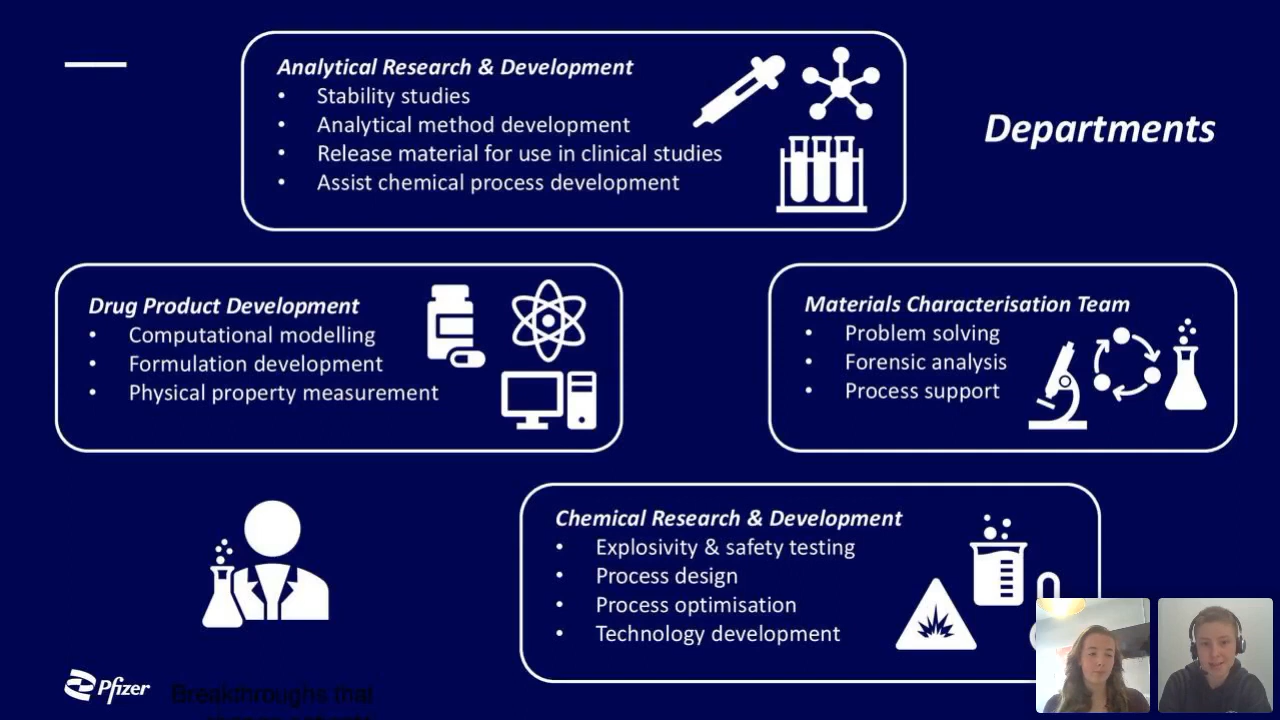 Analytical Research & Development
• Stability studies
• Analytical method development
• Release material for use in clinical studies
• Assist chemical process development
Departments
Drug Product Development
• Computational modelling
• Formulation development
• Physical property measurement
Materials Characterisation Team
• Problem solving
• Forensic analysis
• Process support
Chemical Research & Development
• Explosivity & safety testing
• Process design
• Process optimisation
• Technology development
Pfizer
Breakthroughs that